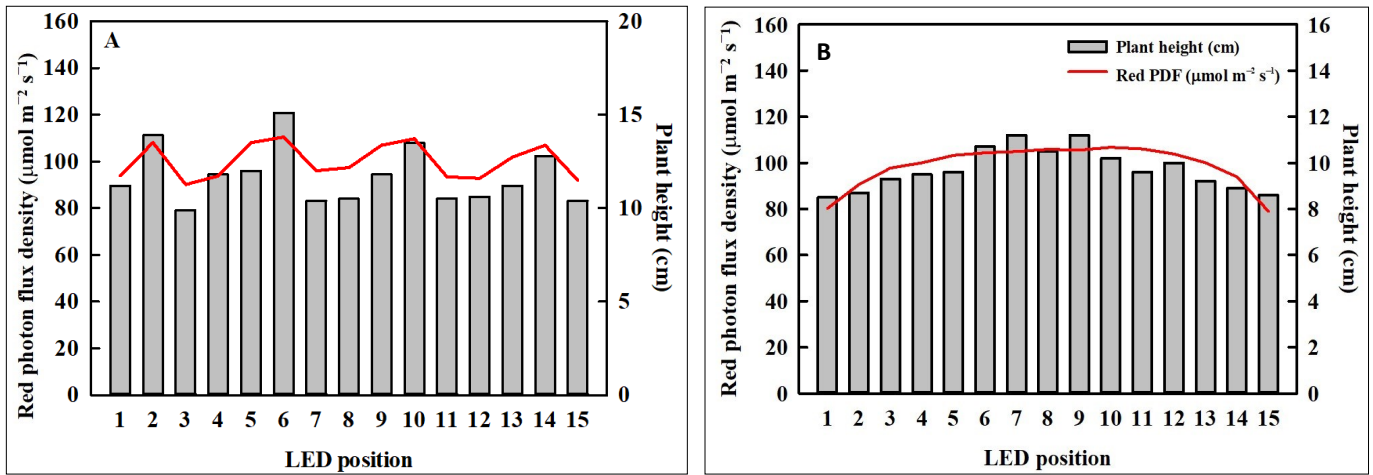 A
Red photon flux density (μmol m⁻² s⁻¹)
160
140
120
100
80
60
40
20
0
20
15
10
5
0
Plant height (cm)
1 2 3 4 5 6 7 8 9 10 11 12 13 14 15
LED position
B
Plant height (cm)
Red PDF (μmol m⁻² s⁻¹)
Red photon flux density (μmol m⁻² s⁻¹)
160
140
120
100
80
60
40
20
0
16
14
12
10
8
6
4
2
0
Plant height (cm)
1 2 3 4 5 6 7 8 9 10 11 12 13 14 15
LED position